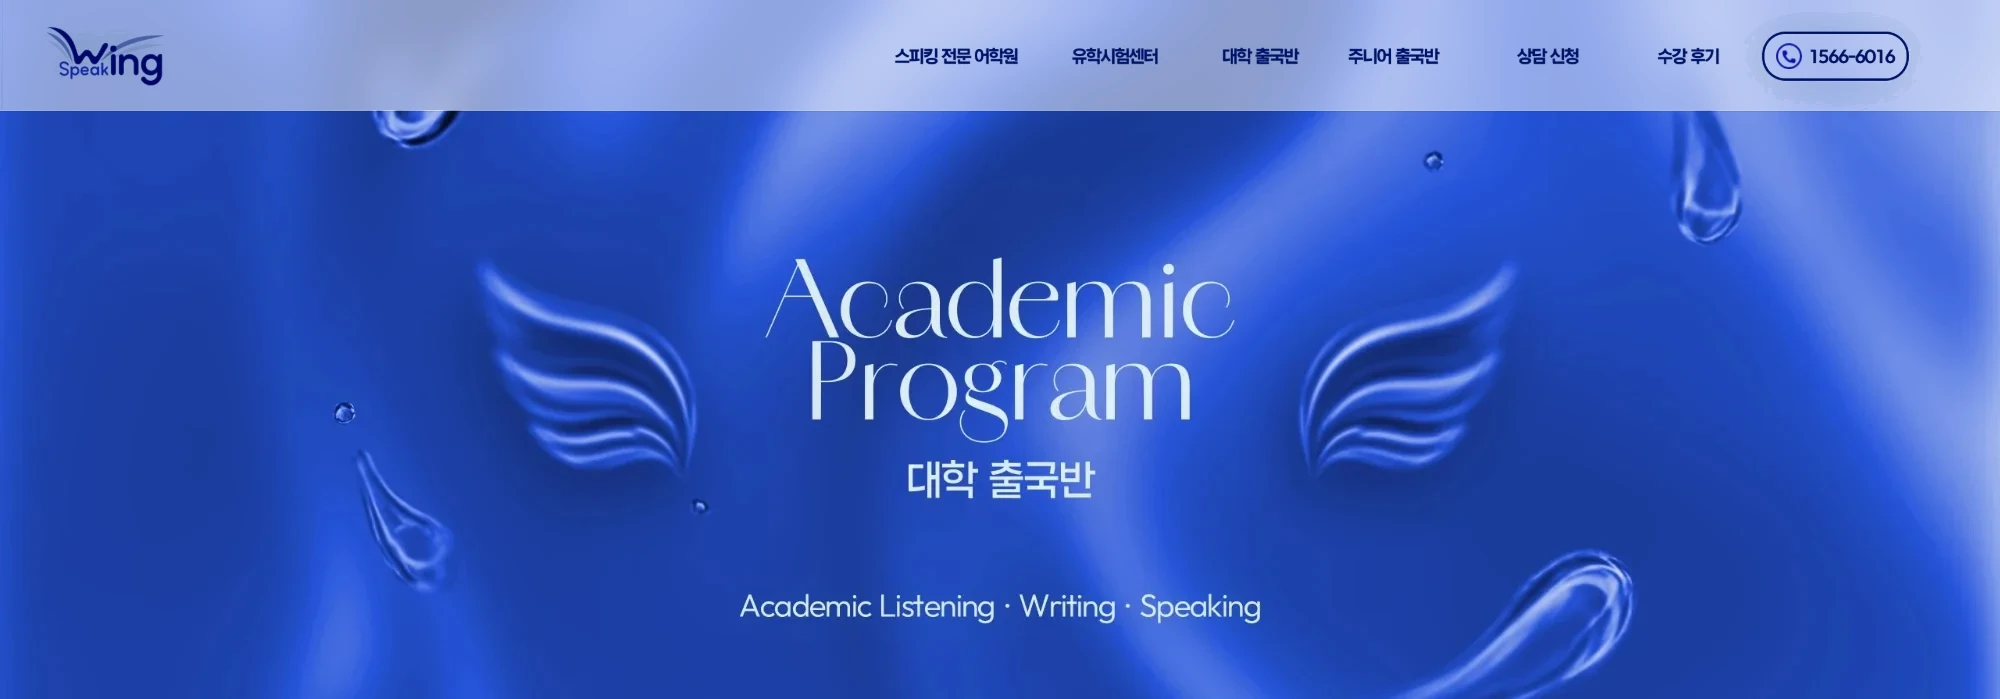 Speak Wing
스피킹 전문 어학원
유학시험센터
대학 출국반
주니어 출국반
상담 신청
수강 후기
1566-6016
Academic
Program
대학 출국반
Academic Listening · Writing · Speaking